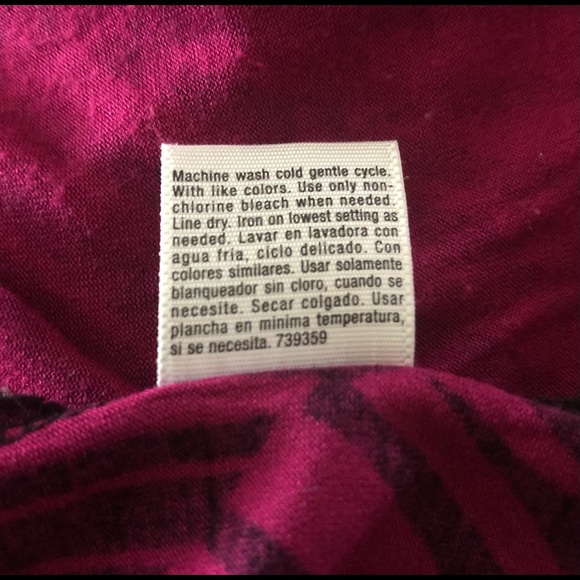 Machine wash cold gentle cycle.
With like colors. Use only non-
chlorine bleach when needed.
Line dry. Iron on lowest setting as
needed. Lavar en lavadora con
agua fria, ciclo delicado. Con
colores similares. Usar solamente
blanqueador sin cloro, cuando se
necesite. Secar colgado. Usar
plancha en minima temperatura,
si se necesita. 739359